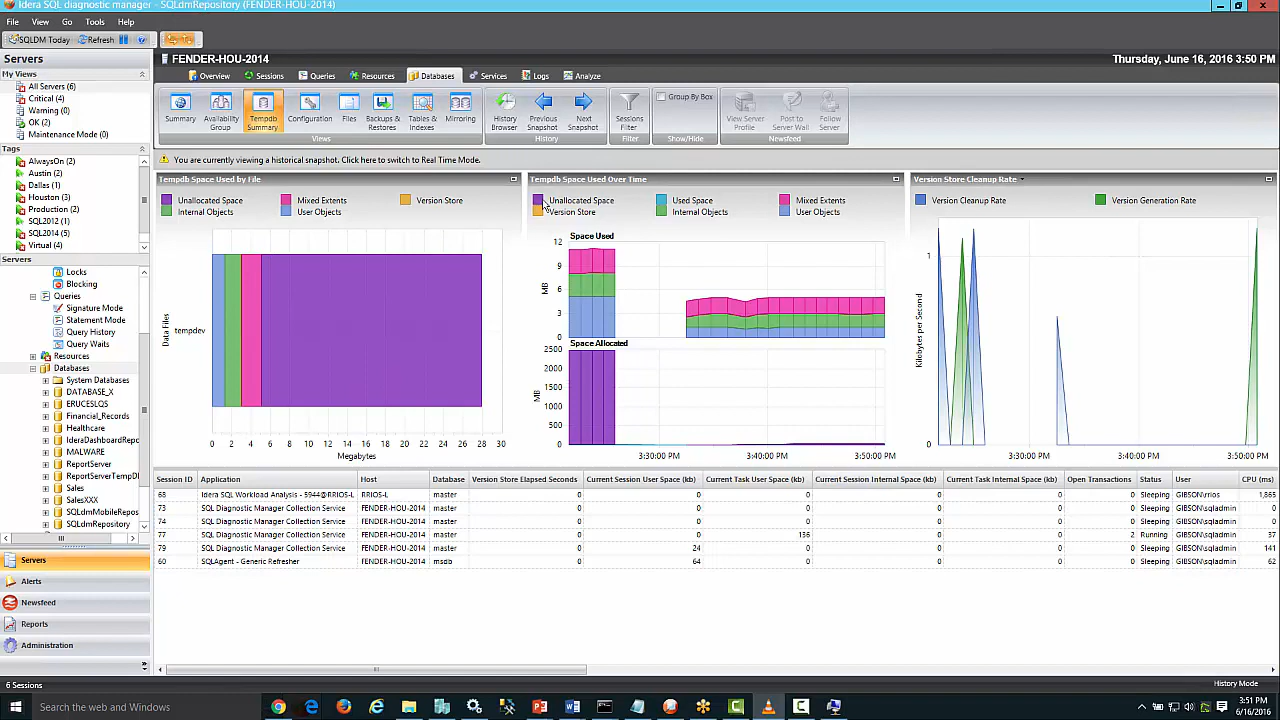 Idera SQL diagnostic manager - SQLdmRepository (FENDER-HOU-2014)
File View Go Tools Help
SQLDM Today Refresh
Servers
FENDER-HOU-2014
Thursday, June 16, 2016 3:50 PM
My Views
All Servers (6)
Critical (4)
Warning (0)
OK (2)
Maintenance Mode (0)
Tags
AlwaysOn (2)
Austin (2)
Dallas (1)
Houston (3)
Production (2)
SQL2012 (1)
SQL2014 (5)
Virtual (4)
Servers
Locks
Blocking
Queries
Signature Mode
Statement Mode
Query History
Query Waits
Resources
Databases
System Databases
DATABASE_X
ERUCESLQS
Financial_Records
Healthcare
IderaDashboardRepo
MALWARE
ReportServer
ReportServerTempD
Sales
SalesXXX
SQLdmMobileRepos
SQLdmRepository
Servers
Alerts
Newsfeed
Reports
Administration
Overview Sessions Queries Resources Databases Services Logs Analyze
Summary
Availability Group
Tempdb Summary
Configuration
Files
Backups & Restores
Tables & Indexes
Mirroring
History Browser
Previous Snapshot
Next Snapshot
Sessions Filter
Group By Box
View Server Profile
Post to Server Wall
Follow Server
Views History Filter Show/Hide Newsfeed
You are currently viewing a historical snapshot. Click here to switch to Real Time Mode.
Tempdb Space Used by File
Unallocated Space Mixed Extents Version Store
Internal Objects User Objects
Data Files
tempdev
0 2 4 6 8 10 12 14 16 18 20 22 24 26 28 30
Megabytes
Tempdb Space Used Over Time
Unallocated Space Used Space Mixed Extents
Version Store Internal Objects User Objects
Space Used
12
9
6
3
0
MB
Space Allocated
2500
2000
1500
1000
500
0
MB
3:30:00 PM 3:40:00 PM 3:50:00 PM
Version Store Cleanup Rate
Version Cleanup Rate Version Generation Rate
1
0
Kilobytes per Second
3:30:00 PM 3:40:00 PM 3:50:00 PM
Session ID Application Host Database Version Store Elapsed Seconds Current Session User Space (kb) Current Task User Space (kb) Current Session Internal Space (kb) Current Task Internal Space (kb) Open Transactions Status User CPU (ms)
68 Idera SQL Workload Analysis - 5944@RRIOS-L RRIOS-L master 0 0 0 0 0 0 Sleeping GIBSON\rrios 1,865
73 SQL Diagnostic Manager Collection Service FENDER-HOU-2014 master 0 0 0 0 0 0 Sleeping GIBSON\sqladmin 0
74 SQL Diagnostic Manager Collection Service FENDER-HOU-2014 master 0 0 0 0 0 0 Sleeping GIBSON\sqladmin 0
77 SQL Diagnostic Manager Collection Service FENDER-HOU-2014 master 0 0 136 0 0 2 Running GIBSON\sqladmin 37
79 SQL Diagnostic Manager Collection Service FENDER-HOU-2014 master 0 24 0 0 0 0 Sleeping GIBSON\sqladmin 141
60 SQLAgent - Generic Refresher FENDER-HOU-2014 msdb 0 64 0 0 0 0 Sleeping GIBSON\sqladmin 62
6 Sessions
History Mode
Search the web and Windows
3:51 PM
6/16/2016